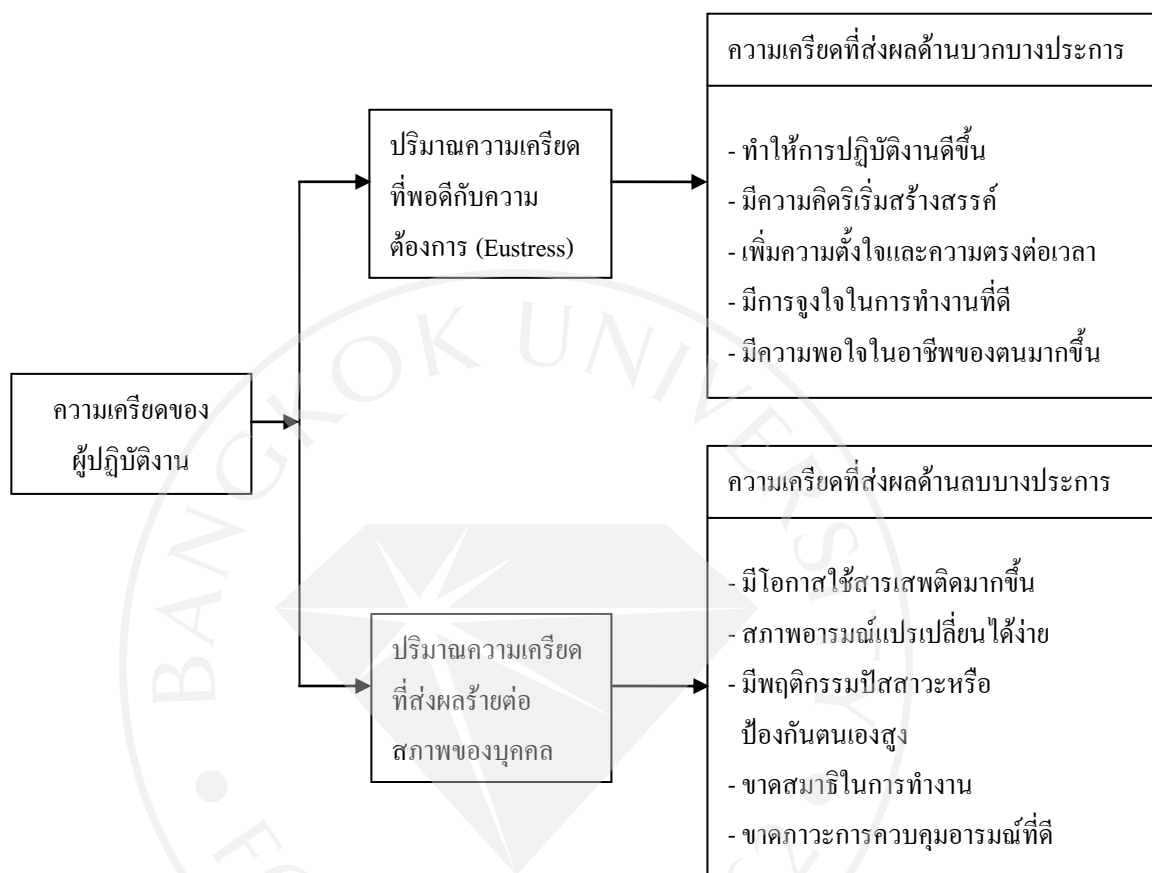 ความเครียดของ
ผู้ปฏิบัติงาน
ปริมาณความเครียด
ที่พอดีกับความ
ต้องการ (Eustress)
ความเครียดที่ส่งผลด้านบวกบางประการ
- ทำให้การปฏิบัติงานดีขึ้น
- มีความคิดริเริ่มสร้างสรรค์
- เพิ่มความตั้งใจและความตรงต่อเวลา
- มีการจูงใจในการทำงานที่ดี
- มีความพอใจในอาชีพของตนมากขึ้น
ปริมาณความเครียด
ที่ส่งผลร้ายต่อ
สภาพของบุคคล
ความเครียดที่ส่งผลด้านลบบางประการ
- มีโอกาสใช้สารเสพติดมากขึ้น
- สภาพอารมณ์แปรเปลี่ยนได้ง่าย
- มีพฤติกรรมปัสสาวะหรือ
ป้องกันตนเองสูง
- ขาดสมาธิในการทำงาน
- ขาดภาวะการควบคุมอารมณ์ที่ดี
BANGKOK UNIVERSITY